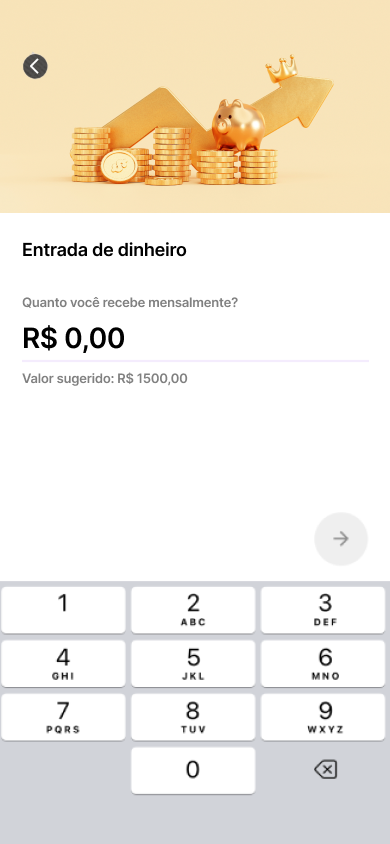 Entrada de dinheiro
Quanto você recebe mensalmente?
R$ 0,00
Valor sugerido: R$ 1500,00
1 2 3
ABC DEF
4 5 6
GHI JKL MNO
7 8 9
PQRS TUV WXYZ
0